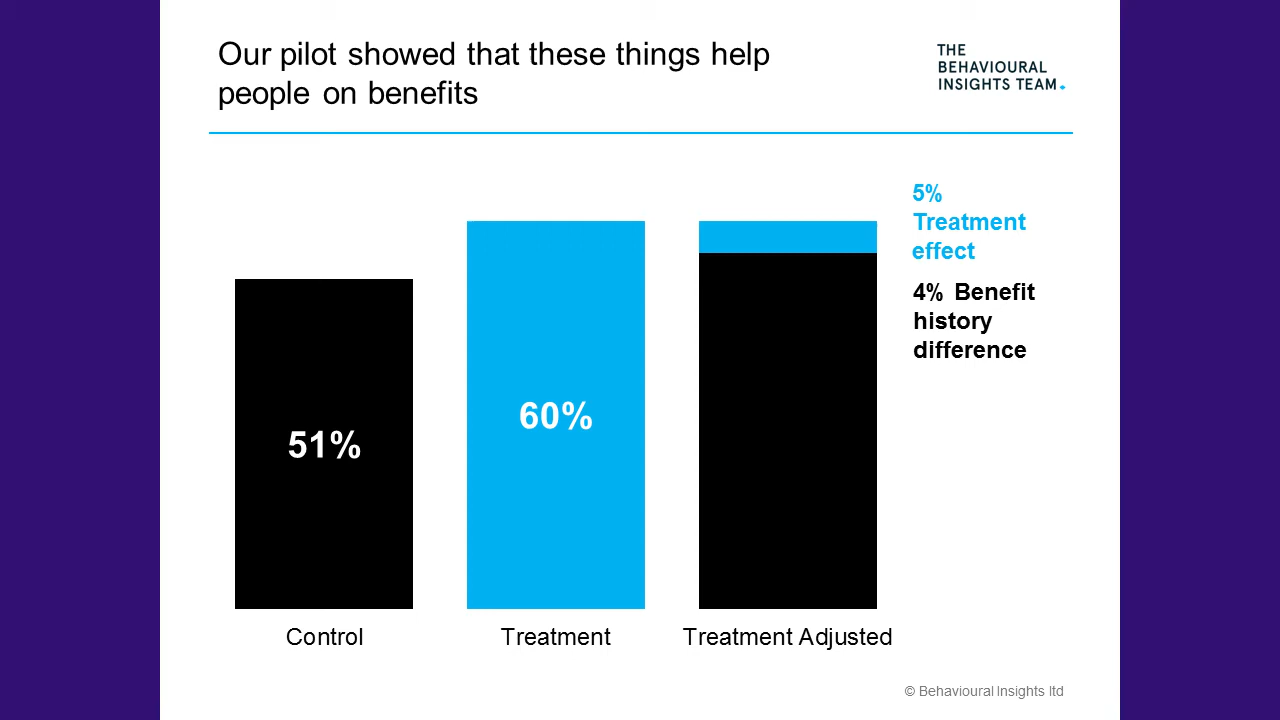 Our pilot showed that these things help
people on benefits
THE
BEHAVIOURAL
INSIGHTS TEAM
5%
Treatment
effect
4% Benefit
history
difference
51%
60%
Control
Treatment
Treatment Adjusted
© Behavioural Insights ltd